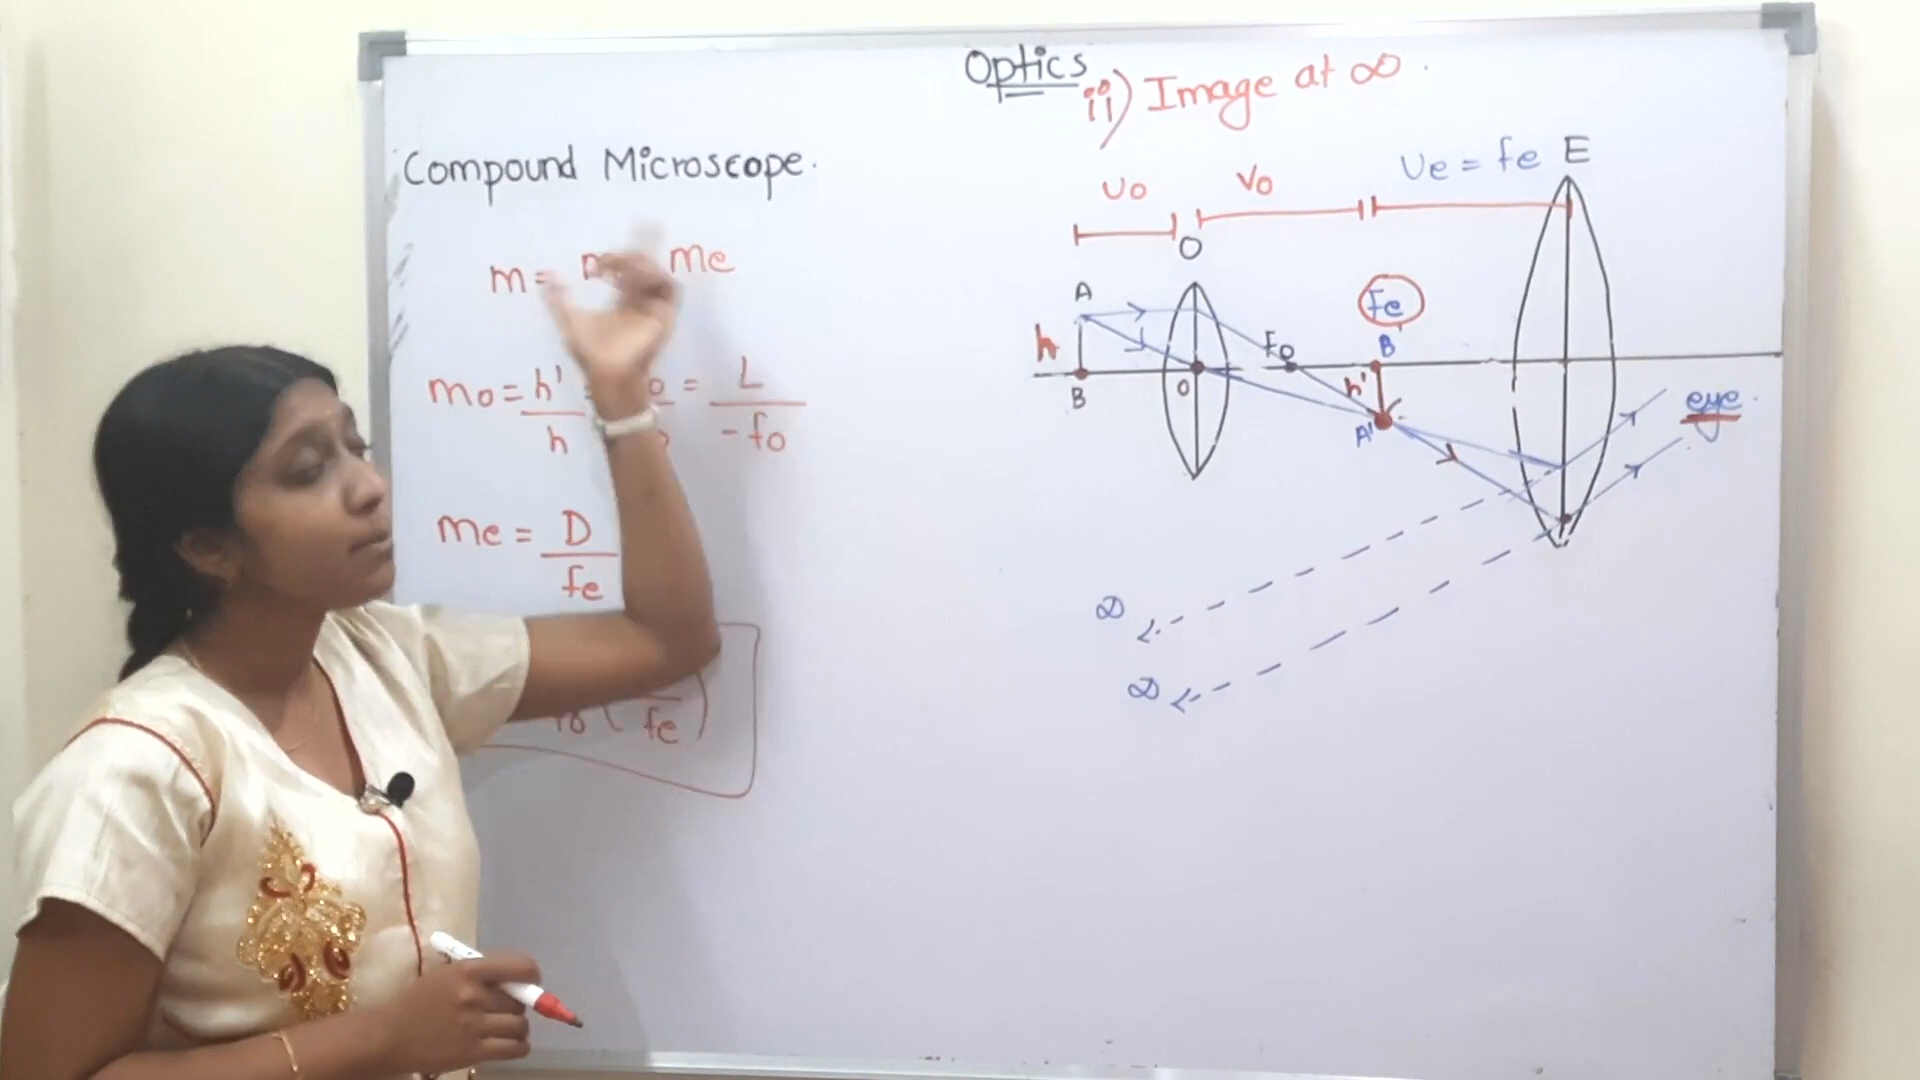 Optics
ii) Image at ∞.
Compound Microscope.
m = me
mo = h' = o = L
h - fo
me = D
fe
fe )
Ve = fe E
uo
Vo
O
A
h
B
O
Fo
Fe
B'
h'
A'
eye.
∞
∞